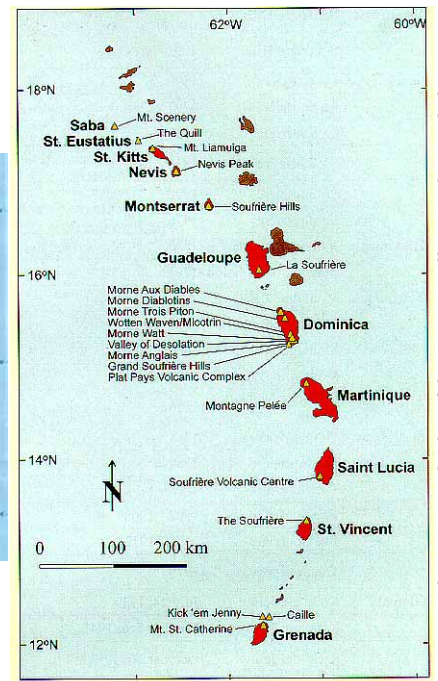 62°W
60°W
18°N
Mt. Scenery
Saba
The Quill
St. Eustatius
Mt. Liamuiga
St. Kitts
Nevis Peak
Nevis
Montserrat
Soufrière Hills
Guadeloupe
16°N
La Soufrière
Morne Aux Diables
Morne Diablotins
Morne Trois Piton
Wotten Waven/Micotrin
Morne Watt
Valley of Desolation
Morne Anglais
Grand Soufrière Hills
Plat Pays Volcanic Complex
Dominica
Martinique
Montagne Pelée
14°N
Saint Lucia
Soufrière Volcanic Centre
N
The Soufrière
St. Vincent
0 100 200 km
Kick 'em Jenny
Caille
Mt. St. Catherine
Grenada
12°N